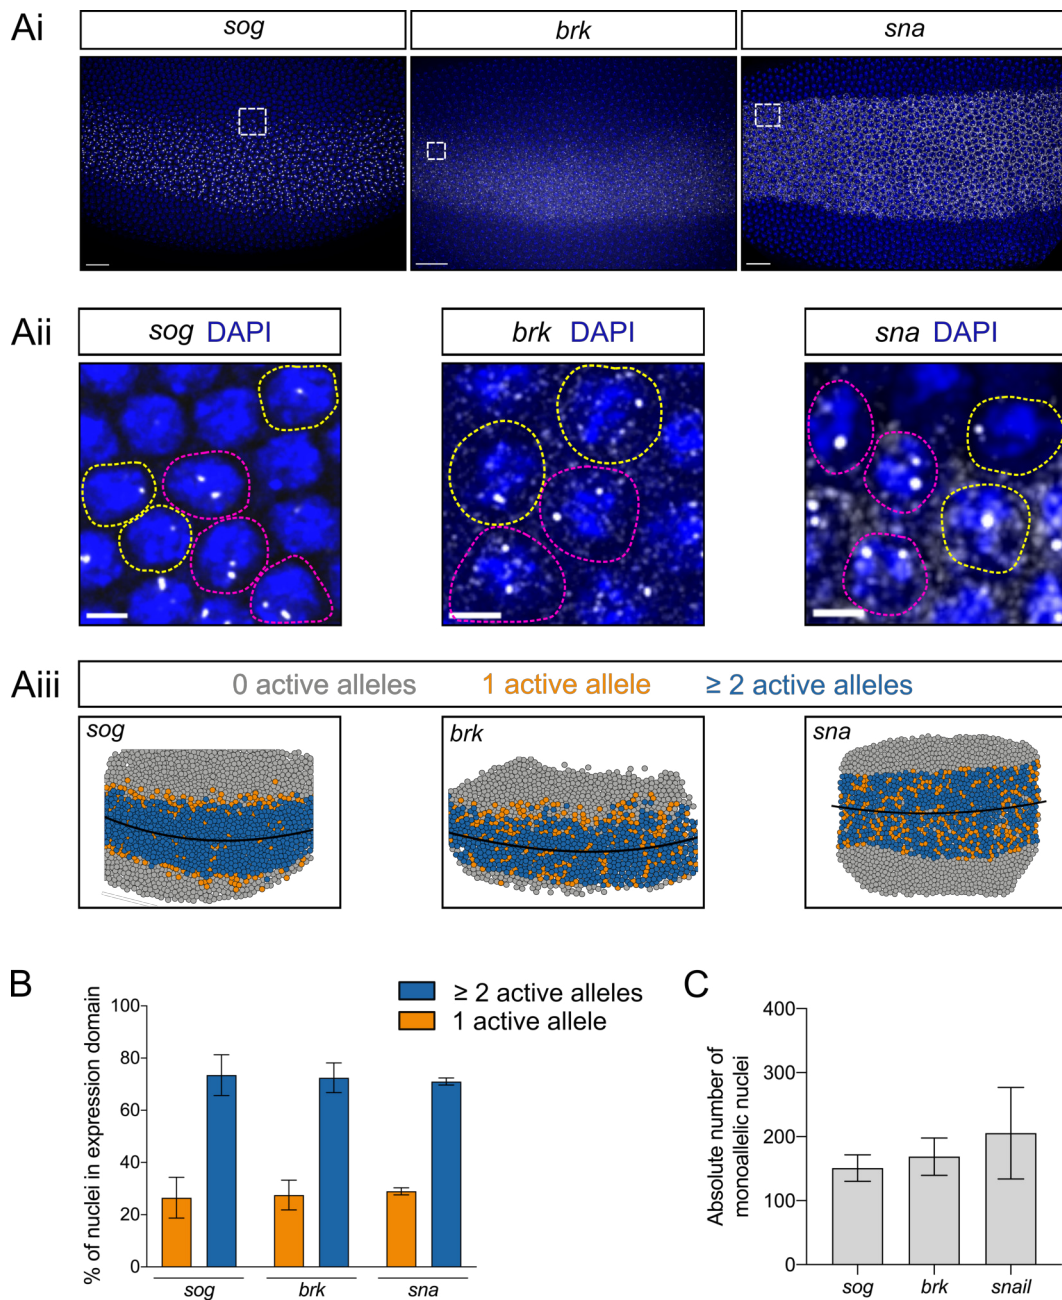 Ai
sog brk sna
Aii
sog DAPI brk DAPI sna DAPI
Aiii
0 active alleles 1 active allele ≥ 2 active alleles
sog brk sna
B
≥ 2 active alleles
1 active allele
% of nuclei in expression domain
100
80
60
40
20
0
sog brk sna
C
Absolute number of
monoallelic nuclei
400
300
200
100
0
sog brk snail